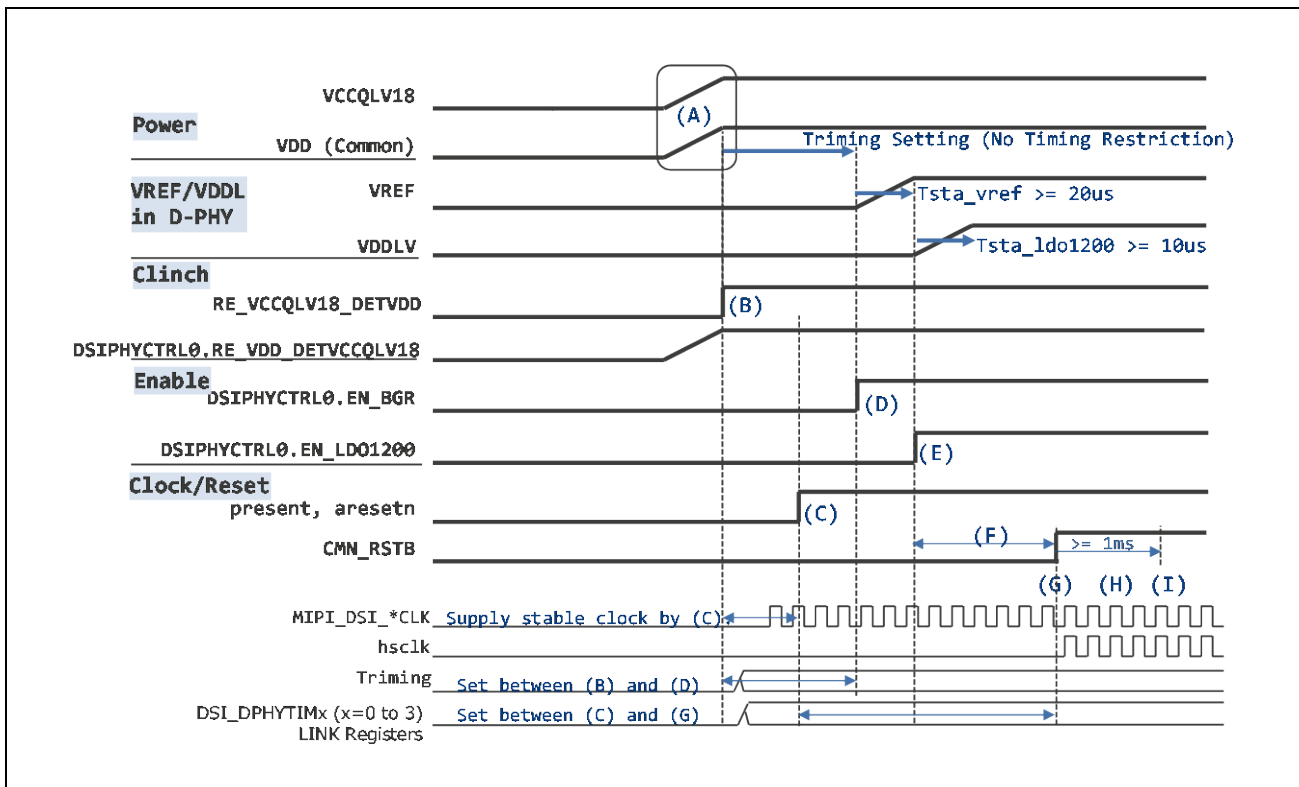 VCCQLV18
(A)
Power
VDD (Common)
Triming Setting (No Timing Restriction)
VREF/VDDL
in D-PHY
VREF
Tsta_vref >= 20us
VDDLV
Tsta_ldo1200 >= 10us
Clinch
RE_VCCQLV18_DETVDD
(B)
DSIPHYCTRL0.RE_VDD_DETVCCQLV18
Enable
DSIPHYCTRL0.EN_BGR
(D)
DSIPHYCTRL0.EN_LDO1200
(E)
Clock/Reset
present, aresetn
(C)
CMN_RSTB
(F)
>= 1ms
(G) (H) (I)
MIPI_DSI_*CLK Supply stable clock by (C).
hsclk
Triming Set between (B) and (D)
DSI_DPHYTIMx (x=0 to 3) Set between (C) and (G)
LINK Registers